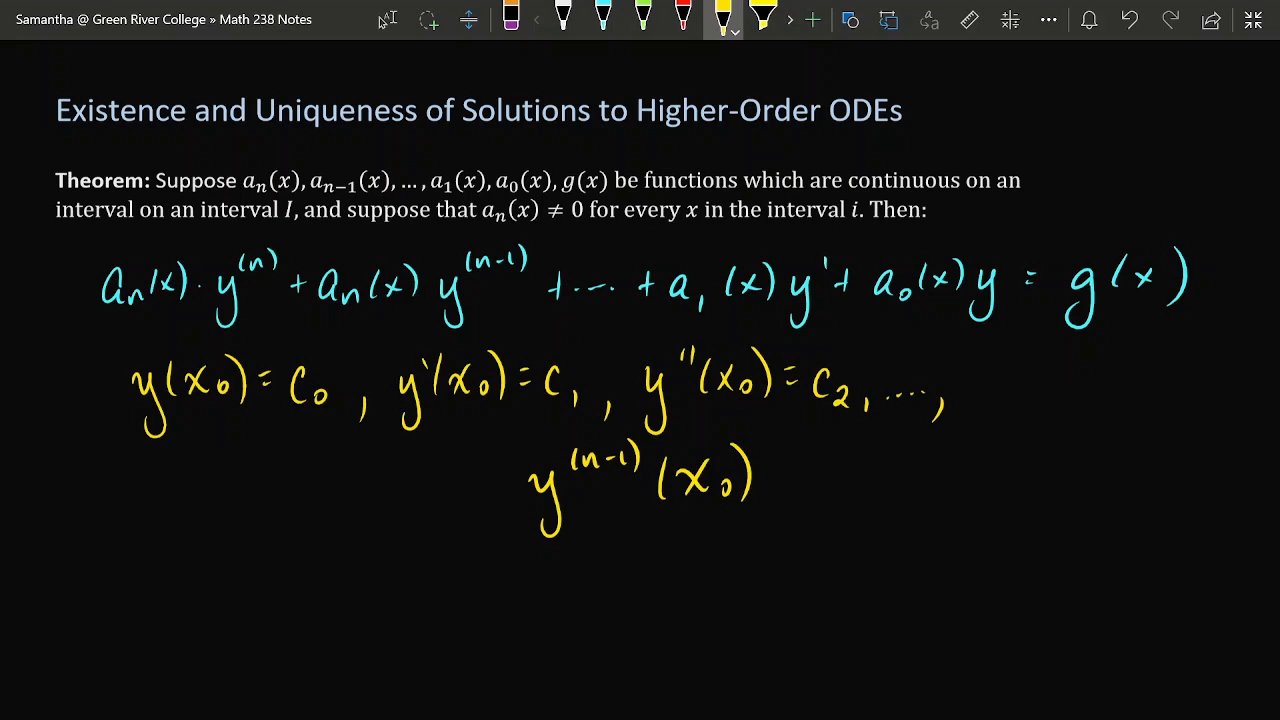 Samantha @ Green River College » Math 238 Notes
Existence and Uniqueness of Solutions to Higher-Order ODEs
Theorem: Suppose aₙ(x), aₙ₋₁(x), …, a₁(x), a₀(x), g(x) be functions which are continuous on an
interval on an interval I, and suppose that aₙ(x) ≠ 0 for every x in the interval i. Then:
aₙ(x)· y⁽ⁿ⁾ + aₙ(x) y⁽ⁿ⁻¹⁾ + ⋯ + a₁(x) y' + a₀(x) y = g(x)
y(x₀) = c₀ , y'(x₀) = c₁ , y''(x₀) = c₂ , …. ,
y⁽ⁿ⁻¹⁾(x₀)